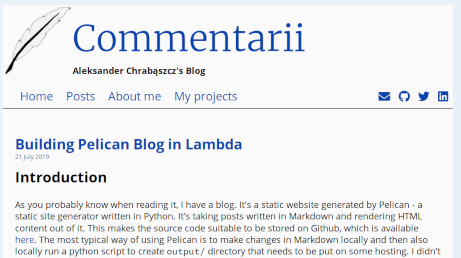 Commentarii
Aleksander Chrabąszcz's Blog
Home Posts About me My projects
Building Pelican Blog in Lambda
21 July 2019
Introduction
As you probably know when reading it, I have a blog. It's a static website generated by Pelican - a
static site generator written in Python. It's taking posts written in Markdown and rendering HTML
content out of it. This makes the source code suitable to be stored on Github, which is available
here. The most typical way of using Pelican is to make changes in Markdown locally and then also
locally run a python script to create output/ directory that needs to be put on some hosting. I didn't